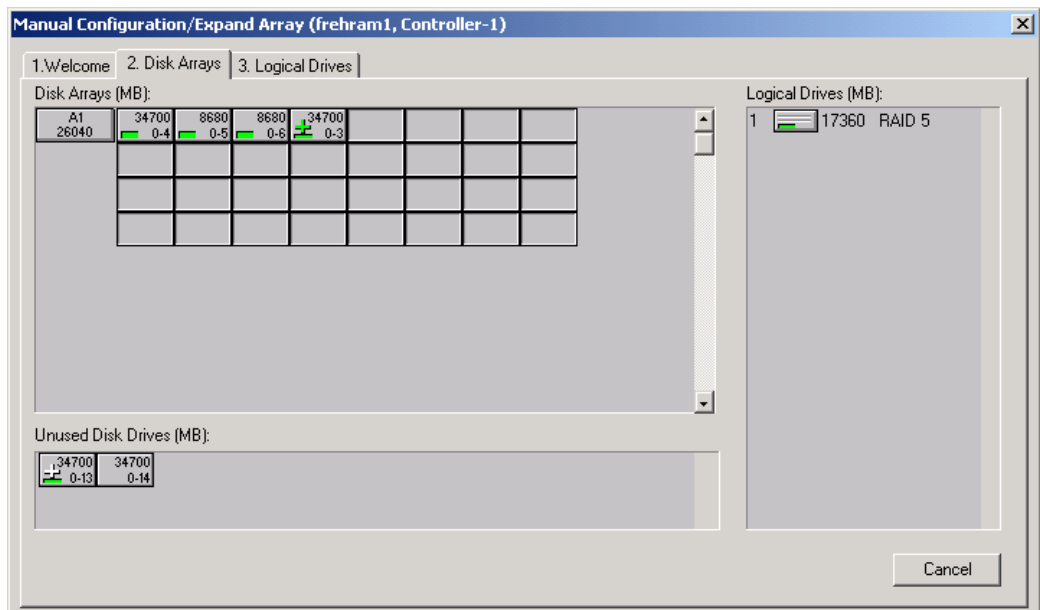 Manual Configuration/Expand Array (frehram1, Controller-1)
1.Welcome 2. Disk Arrays 3. Logical Drives
Disk Arrays (MB):
A1 26040
34700 0-4
8680 0-5
8680 0-6
34700 0-3
Logical Drives (MB):
1 17360 RAID 5
Unused Disk Drives (MB):
34700 0-13
34700 0-14
Cancel